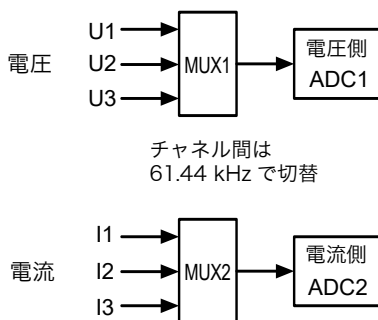 電圧
U1
U2
U3
MUX1
電圧側
ADC1
チャネル間は
61.44 kHz で切替
電流
I1
I2
I3
MUX2
電流側
ADC2